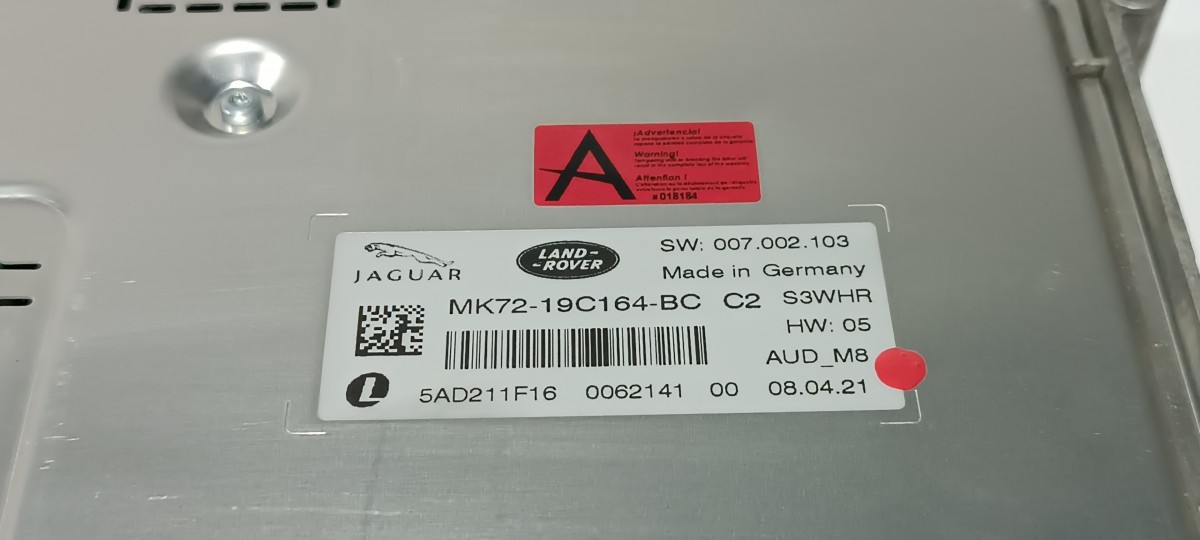 ¡Advertencia!
Warning!
Attention !
A
#018184
JAGUAR
LAND-
-ROVER
SW: 007.002.103
Made in Germany
MK72-19C164-BC C2 S3WHR
HW: 05
AUD_M8
L 5AD211F16 0062141 00 08.04.21